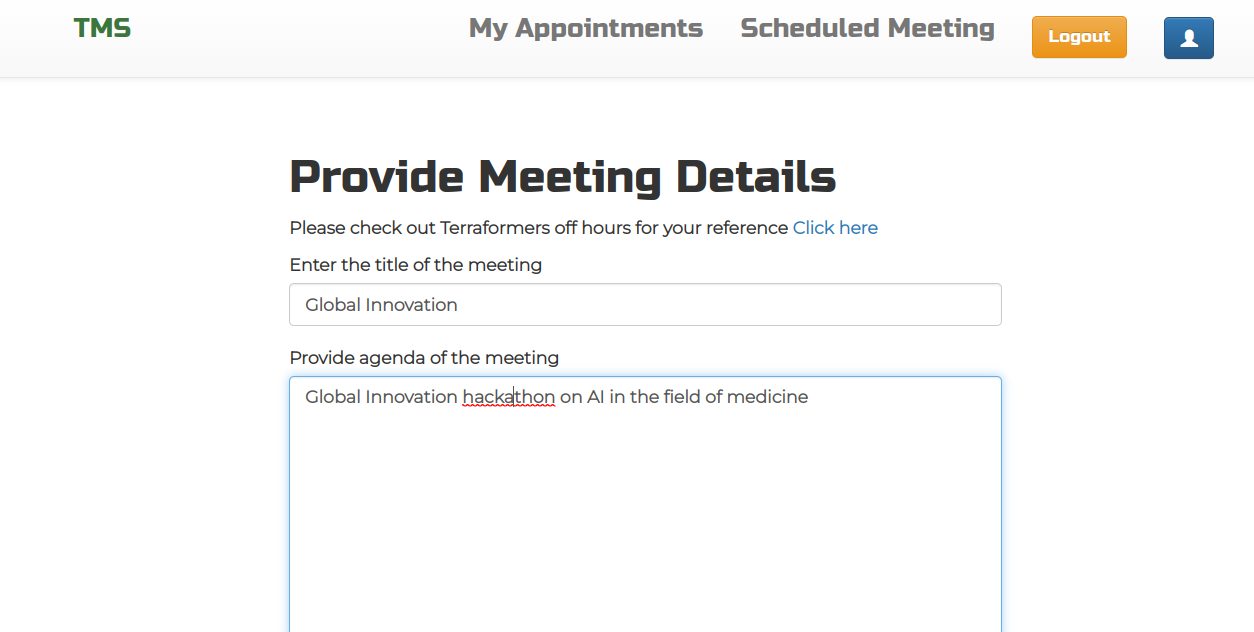 TMS My Appointments Scheduled Meeting Logout
Provide Meeting Details
Please check out Terraformers off hours for your reference Click here
Enter the title of the meeting
Global Innovation
Provide agenda of the meeting
Global Innovation hackathon on AI in the field of medicine